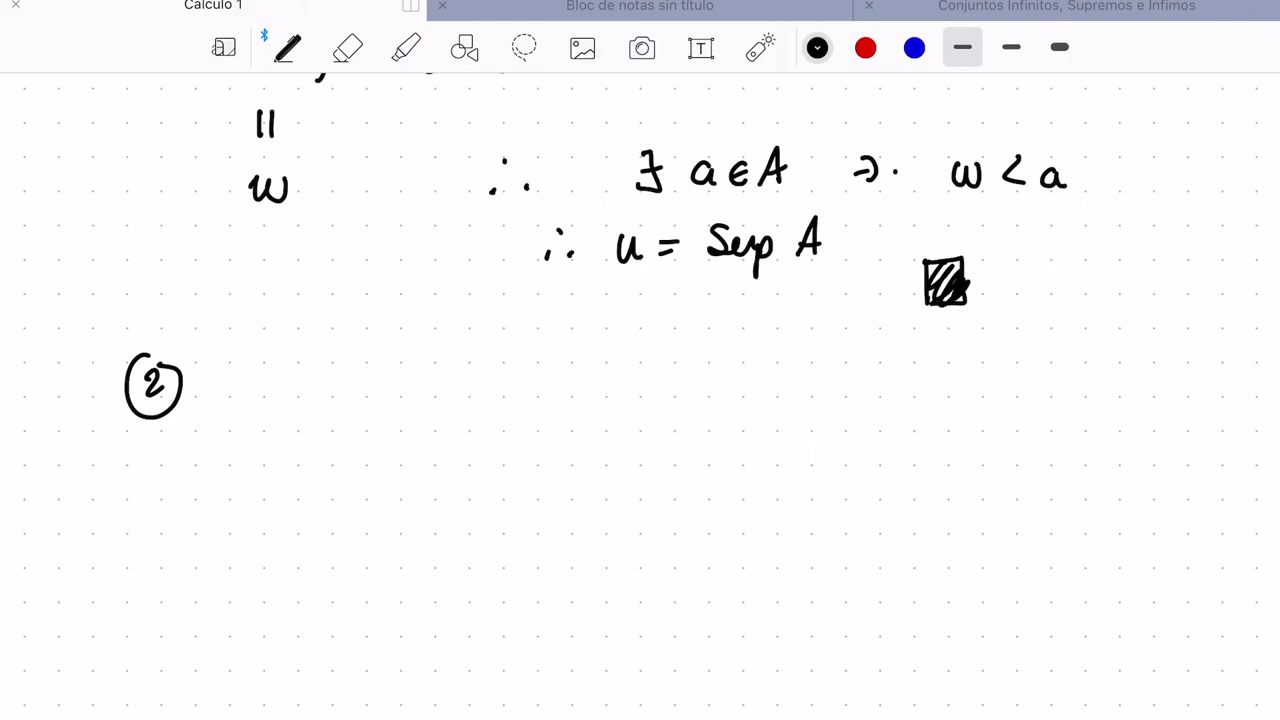 Calculo 1
Bloc de notas sin título
Conjuntos Infinitos, Supremos e Infimos
||
w
∴ ∃ a ∈ A ⇒. w < a
∴ u = Sup A
②